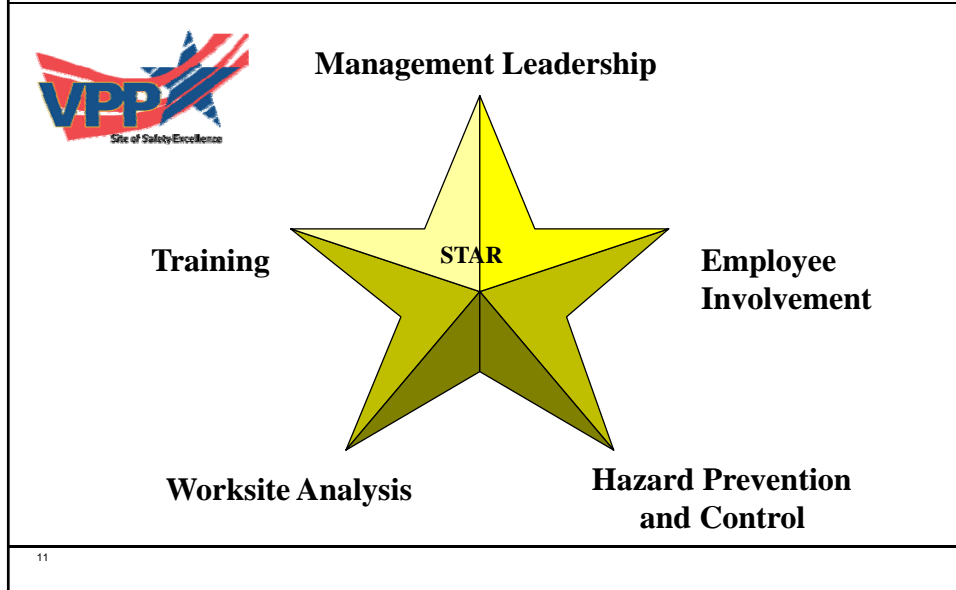 VPP
Site of Safety Excellence
Management Leadership
Training
STAR
Employee
Involvement
Worksite Analysis
Hazard Prevention
and Control
11